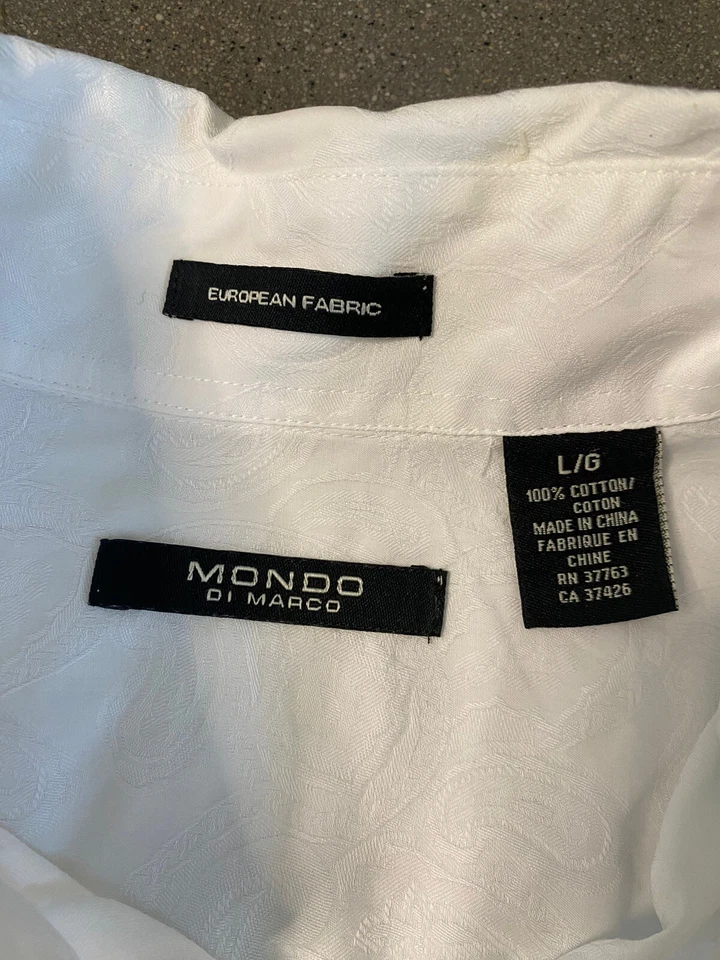 EUROPEAN FABRIC
L/G
100% COTTON/
COTON
MADE IN CHINA
FABRIQUE EN
CHINE
RN 37763
CA 37426
MONDO
DI MARCO